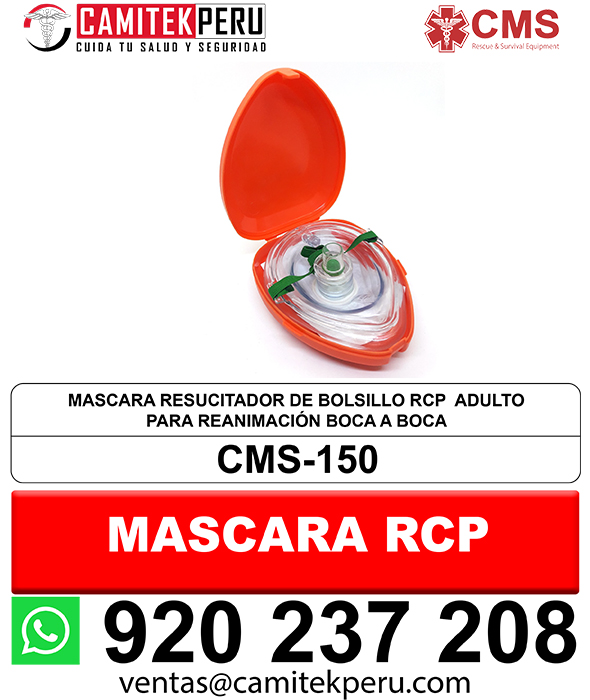 CAMITEKPERU
CUIDA TU SALUD Y SEGURIDAD
CMS
Rescue & Survival Equipment
MASCARA RESUCITADOR DE BOLSILLO RCP ADULTO
PARA REANIMACIÓN BOCA A BOCA
CMS-150
MASCARA RCP
920 237 208
ventas@camitekperu.com